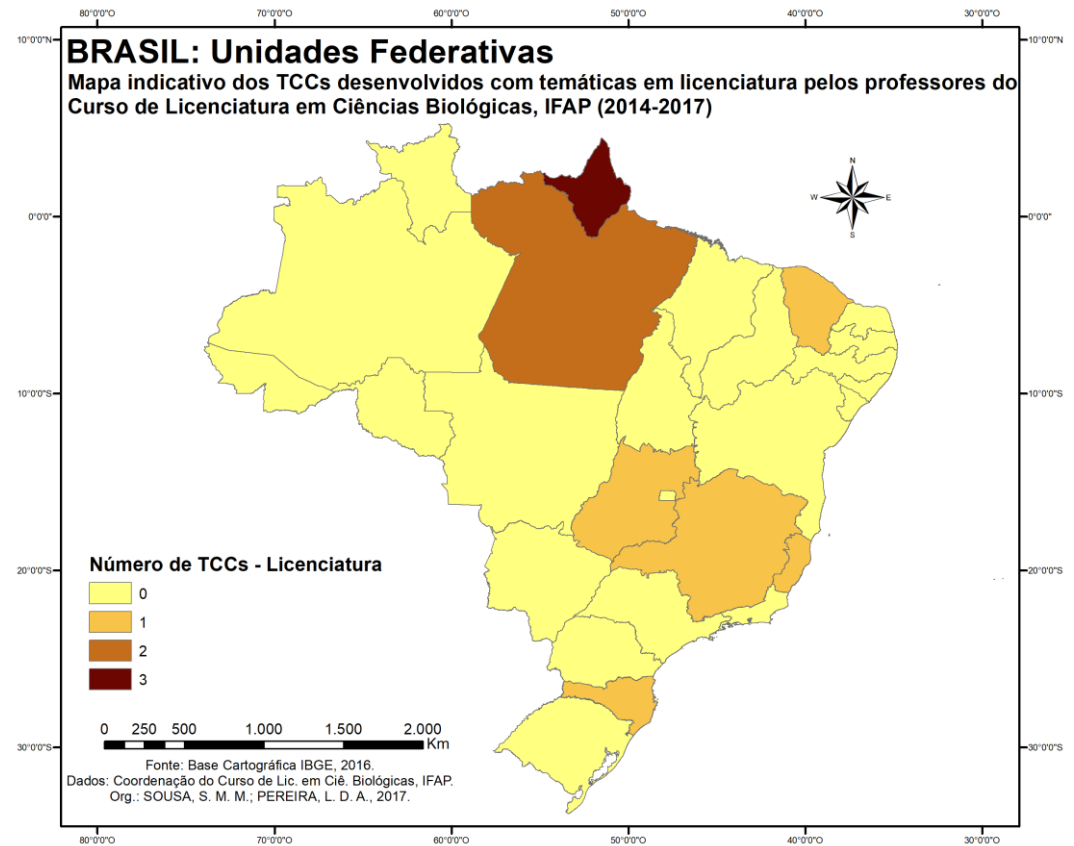 80°0'0"O 70°0'0"O 60°0'0"O 50°0'0"O 40°0'0"O 30°0'0"O
10°0'0"N 10°0'0"N
BRASIL: Unidades Federativas
Mapa indicativo dos TCCs desenvolvidos com temáticas em licenciatura pelos professores do
Curso de Licenciatura em Ciências Biológicas, IFAP (2014-2017)
N
W E
S
0°0'0" 0°0'0"
10°0'0"S 10°0'0"S
Número de TCCs - Licenciatura
20°0'0"S 20°0'0"S
0
1
2
3
0 250 500 1.000 1.500 2.000
Km
30°0'0"S 30°0'0"S
Fonte: Base Cartográfica IBGE, 2016.
Dados: Coordenação do Curso de Lic. em Ciê. Biológicas, IFAP.
Org.: SOUSA, S. M. M.; PEREIRA, L. D. A., 2017.
80°0'0"O 70°0'0"O 60°0'0"O 50°0'0"O 40°0'0"O 30°0'0"O